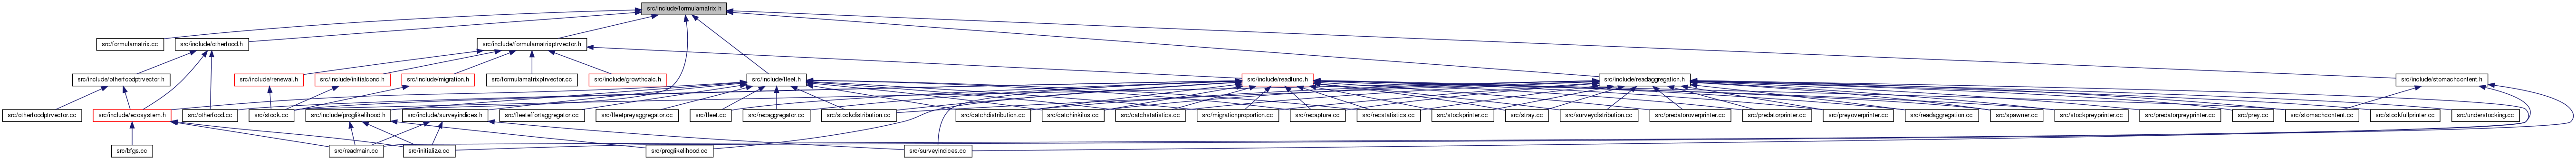 src/include/formulamatrix.h
src/formulamatrix.cc
src/include/otherfood.h
src/include/formulamatrixptrvector.h
src/include/otherfoodptrvector.h
src/include/renewal.h
src/include/initialcond.h
src/include/migration.h
src/formulamatrixptrvector.cc
src/include/growthcalc.h
src/include/fleet.h
src/include/readfunc.h
src/include/readaggregation.h
src/include/stomachcontent.h
src/otherfoodptrvector.cc
src/include/ecosystem.h
src/otherfood.cc
src/stock.cc
src/include/proglikelihood.h
src/include/surveyindices.h
src/fleeteffortaggregator.cc
src/fleetpreyaggregator.cc
src/fleet.cc
src/recaggregator.cc
src/stockdistribution.cc
src/catchdistribution.cc
src/catchinkilos.cc
src/catchstatistics.cc
src/migrationproportion.cc
src/recapture.cc
src/recstatistics.cc
src/stockprinter.cc
src/stray.cc
src/surveydistribution.cc
src/predatoroverprinter.cc
src/predatorprinter.cc
src/preyoverprinter.cc
src/readaggregation.cc
src/spawner.cc
src/stockpreyprinter.cc
src/predatorpreyprinter.cc
src/prey.cc
src/stomachcontent.cc
src/stockfullprinter.cc
src/understocking.cc
src/bfgs.cc
src/readmain.cc
src/initialize.cc
src/proglikelihood.cc
src/surveyindices.cc